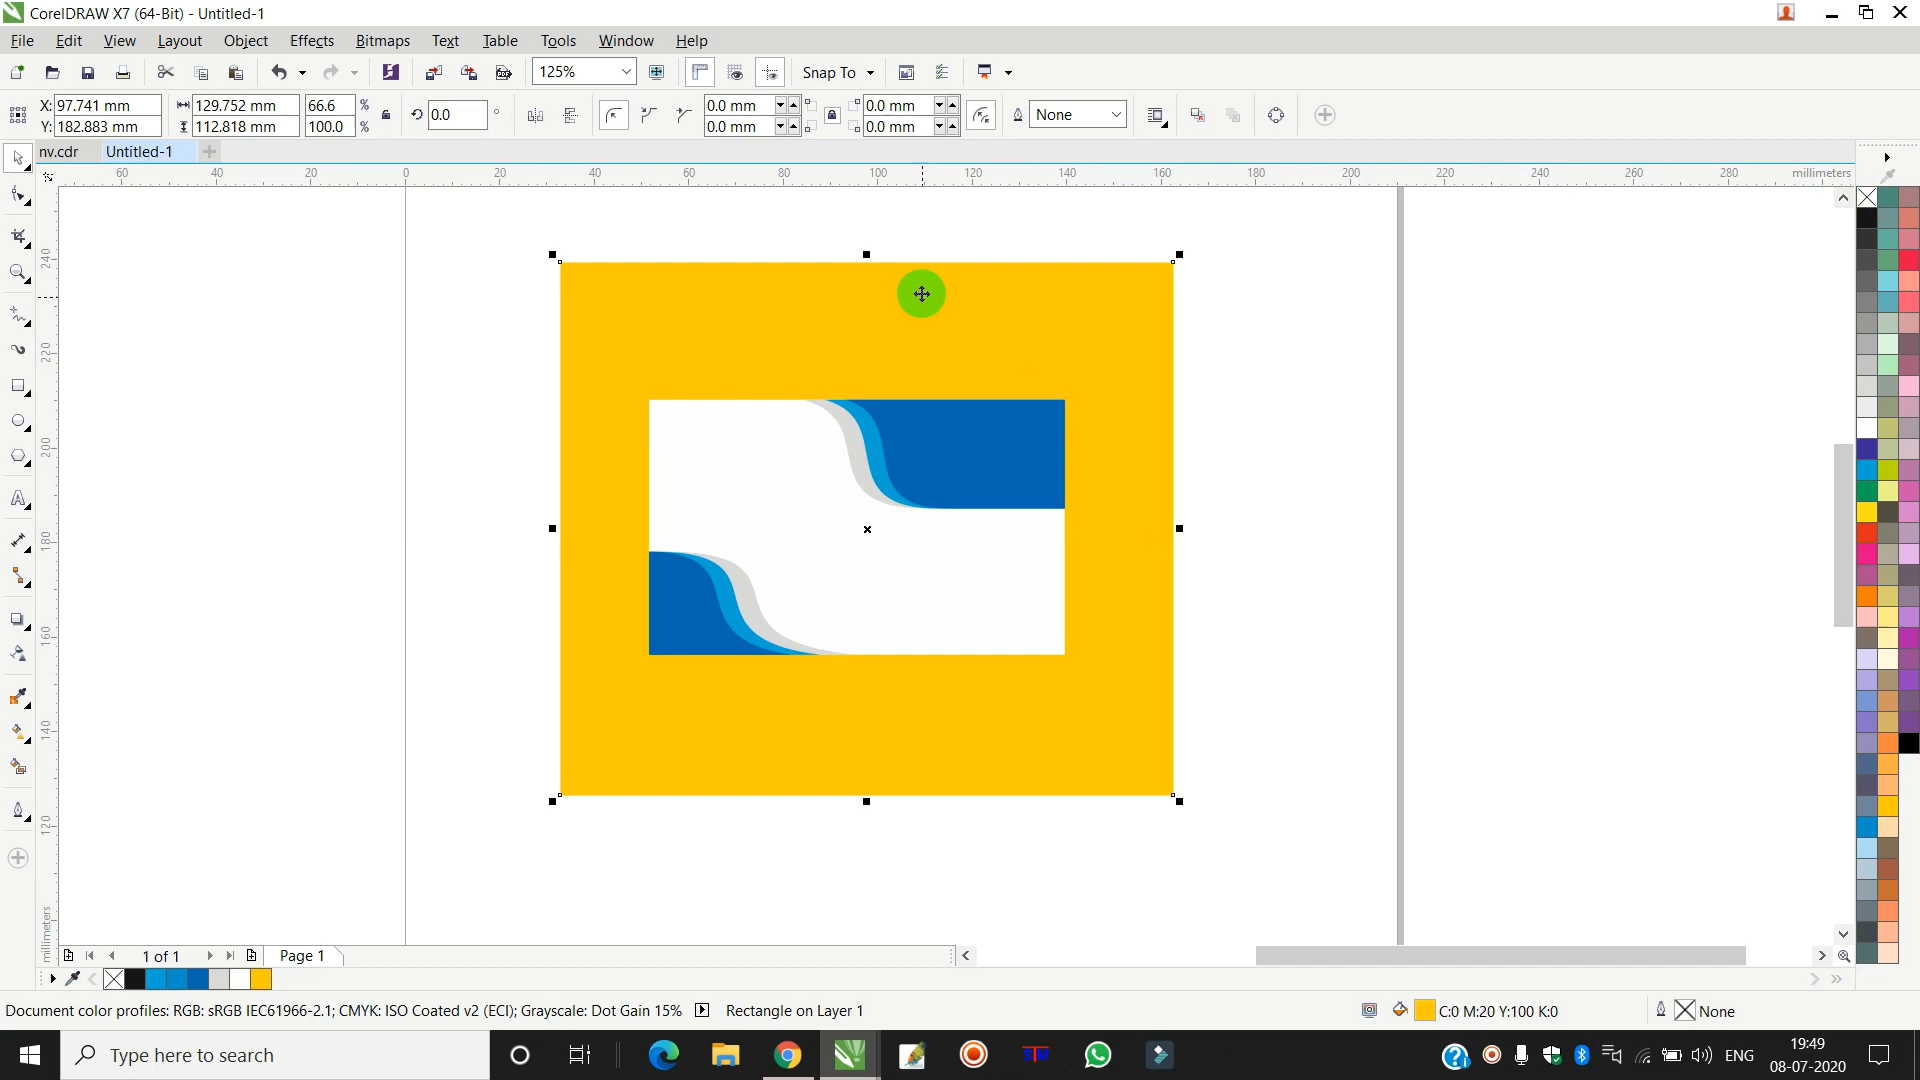 CorelDRAW X7 (64-Bit) - Untitled-1
File Edit View Layout Object Effects Bitmaps Text Table Tools Window Help
125% Snap To
X: 97.741 mm 129.752 mm 66.6 % 0.0 ° 0.0 mm 0.0 mm None
Y: 182.883 mm 112.818 mm 100.0 % 0.0 mm 0.0 mm
nv.cdr Untitled-1
60 40 20 0 20 40 60 80 100 120 140 160 180 200 220 240 260 280 millimeters
240
220
200
180
160
140
120
millimeters
1 of 1 Page 1
Document color profiles: RGB: sRGB IEC61966-2.1; CMYK: ISO Coated v2 (ECI); Grayscale: Dot Gain 15% Rectangle on Layer 1 C:0 M:20 Y:100 K:0 None
Type here to search STM ENG 19:49
08-07-2020